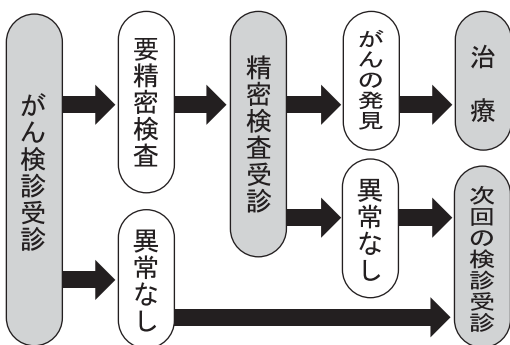 がん検診受診
要精密検査
異常なし
精密検査受診
がんの発見
異常なし
治療
次回の検診受診